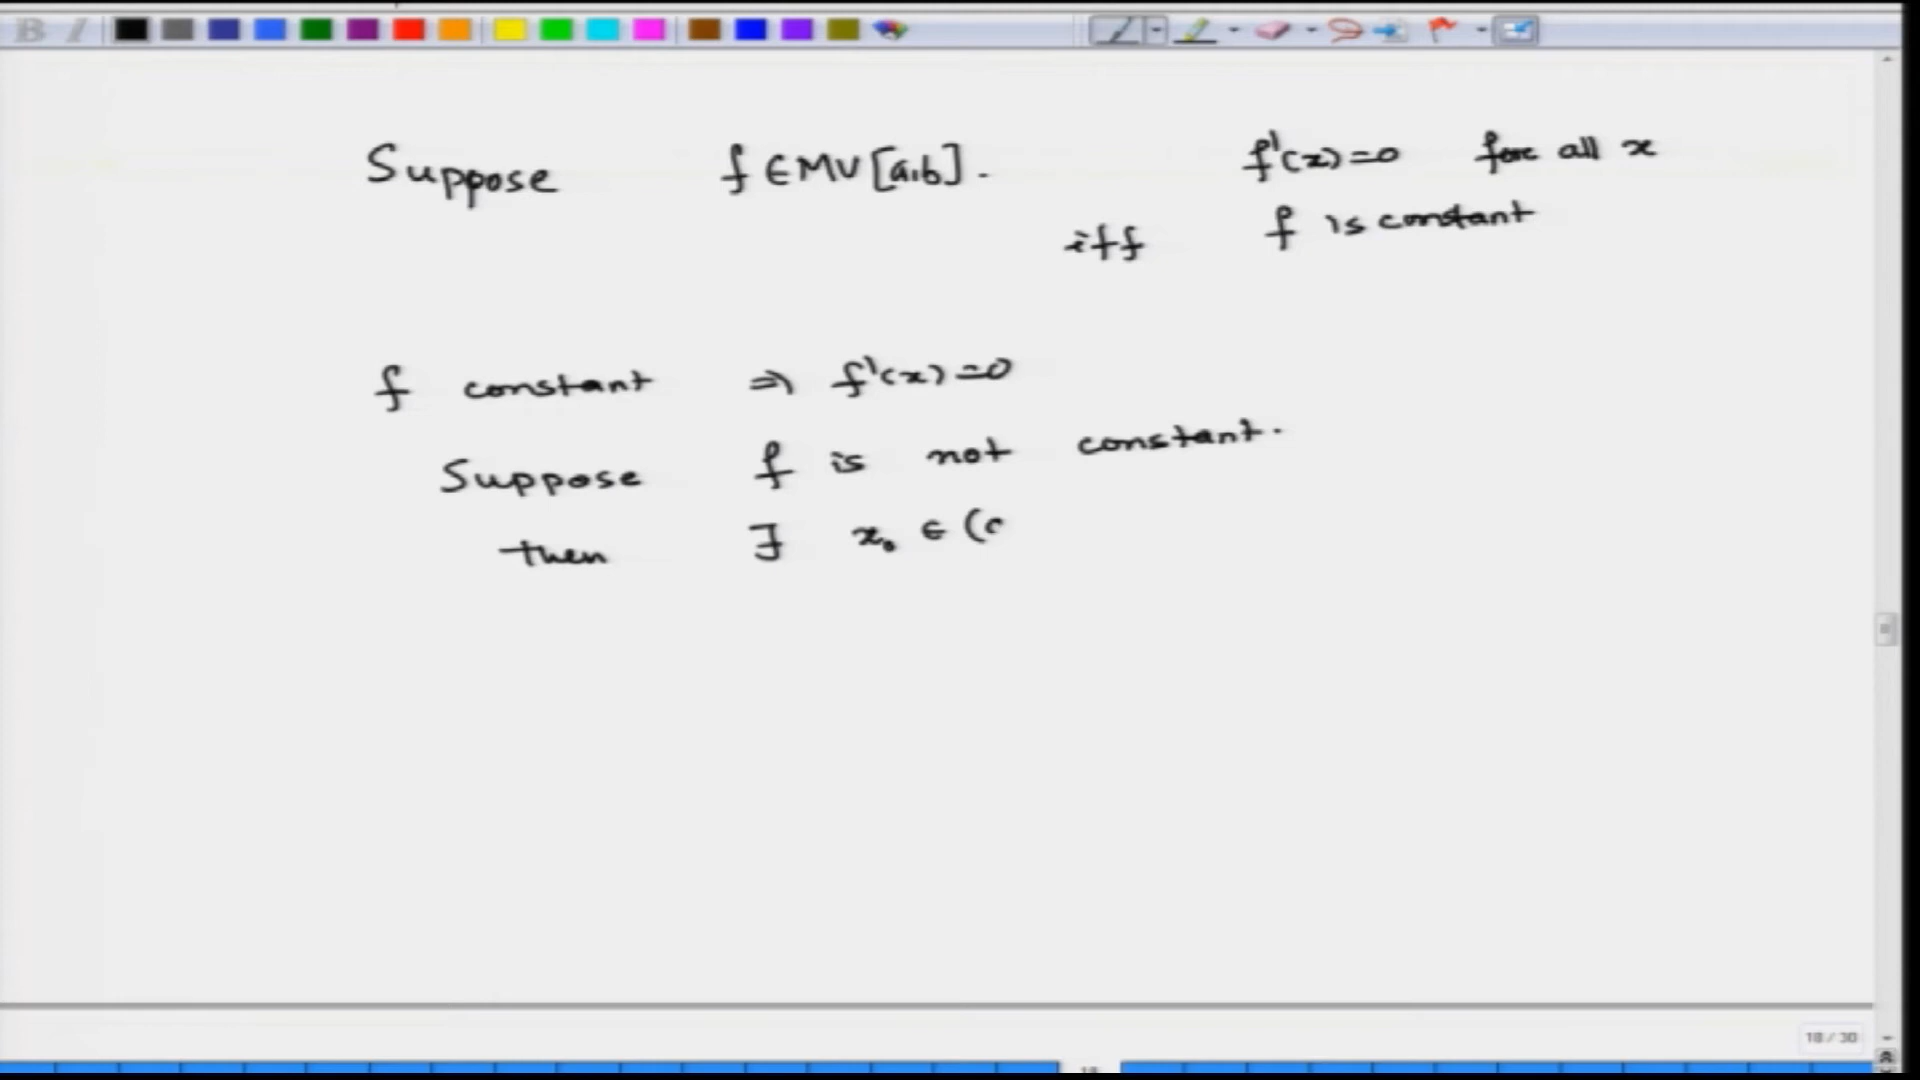 B I
Suppose f ∈ MV [a,b]. f'(x)=0 for all x
iff f is constant
f constant ⇒ f'(x)=0
Suppose f is not constant.
then ∃ x₀ ∈ (
18 / 30